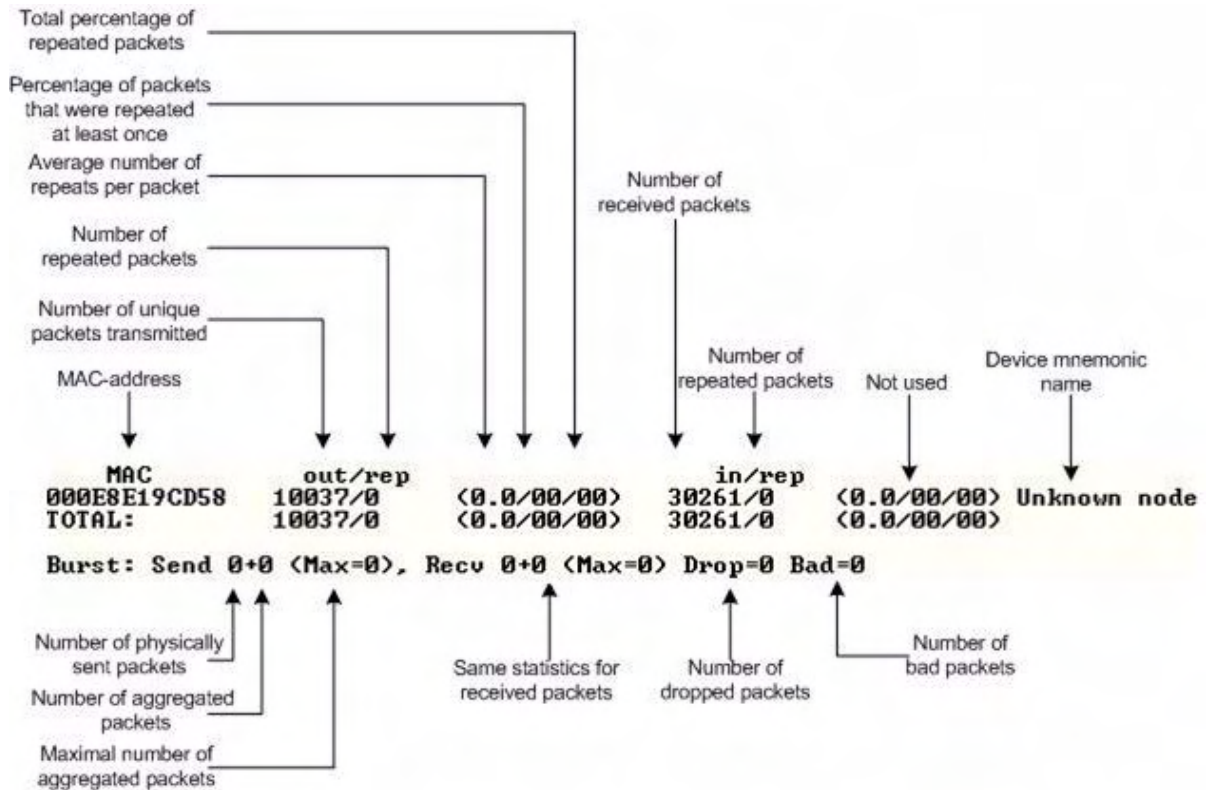 Total percentage of
repeated packets
Percentage of packets
that were repeated
at least once
Average number of
repeats per packet
Number of
received packets
Number of
repeated packets
Number of unique
packets transmitted
Number of
repeated packets
Not used
Device mnemonic
name
MAC-address
MAC out/rep in/rep
000E8E19CD58 10037/0 (0.0/00/00) 30261/0 (0.0/00/00) Unknown node
TOTAL: 10037/0 (0.0/00/00) 30261/0 (0.0/00/00)
Burst: Send 0+0 (Max=0), Recv 0+0 (Max=0) Drop=0 Bad=0
Number of physically
sent packets
Same statistics for
received packets
Number of
dropped packets
Number of
bad packets
Number of aggregated
packets
Maximal number of
aggregated packets